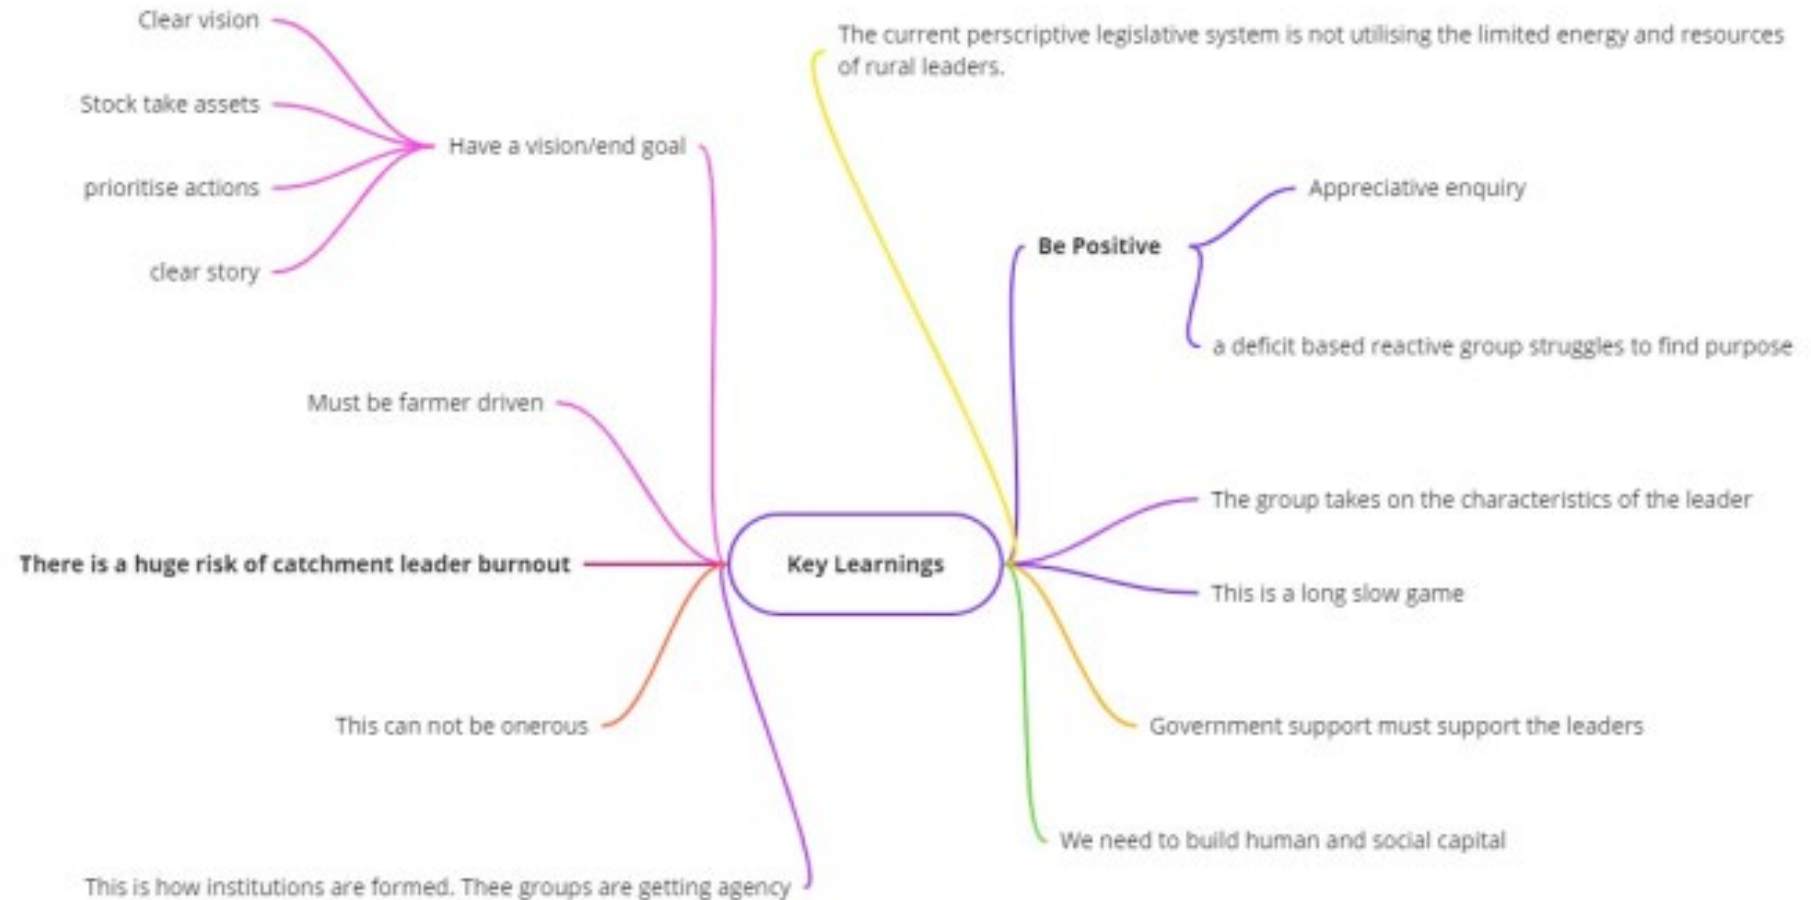 Clear vision
Stock take assets
prioritise actions
clear story
Have a vision/end goal
Must be farmer driven
There is a huge risk of catchment leader burnout
This can not be onerous
This is how institutions are formed. Thee groups are getting agency
Key Learnings
The current perscriptive legislative system is not utilising the limited energy and resources
of rural leaders.
Be Positive
Appreciative enquiry
a deficit based reactive group struggles to find purpose
The group takes on the characteristics of the leader
This is a long slow game
Government support must support the leaders
We need to build human and social capital